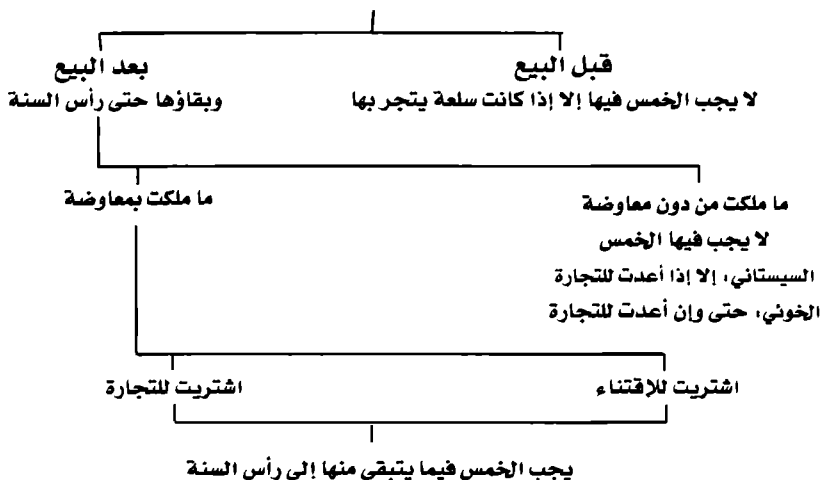 قبل البيع
لا يجب الخمس فيها إلا إذا كانت سلعة يتجر بها
بعد البيع
وبقاؤها حتى رأس السنة
ما ملكت من دون معاوضة
لا يجب فيها الخمس
السيستاني: إلا إذا أعدت للتجارة
الخوئي: حتى وإن أعدت للتجارة
ما ملكت بمعاوضة
اشتريت للاقتناء
اشتريت للتجارة
يجب الخمس فيما يتبقى منها إلى رأس السنة